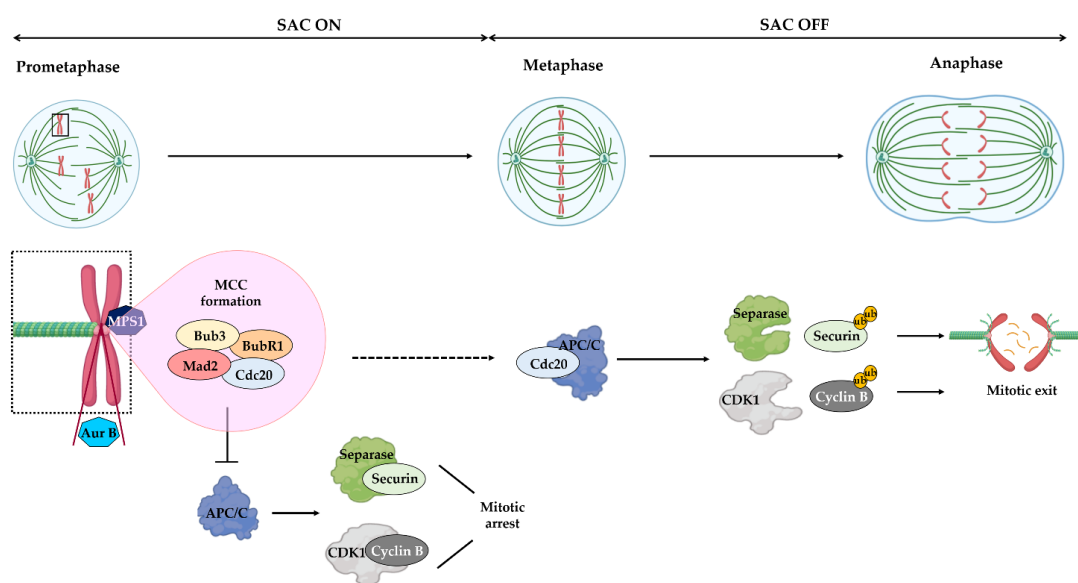 SAC ON
SAC OFF
Prometaphase
Metaphase
Anaphase
MPS1
Aur B
MCC
formation
Bub3
BubR1
Mad2
Cdc20
APC/C
Cdc20
Separase
Securin
ub
ub
CDK1
Cyclin B
ub
ub
Mitotic exit
APC/C
Separase
Securin
CDK1
Cyclin B
Mitotic
arrest